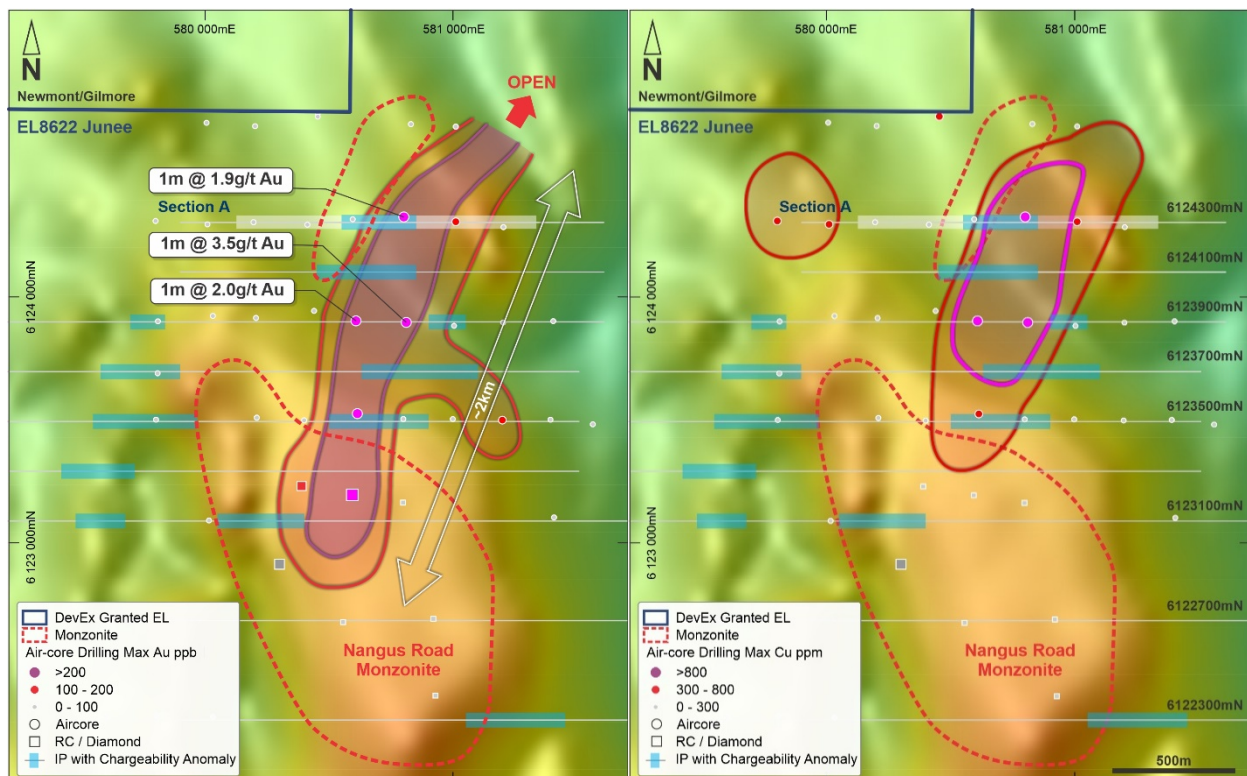 580 000mE
581 000mE
N
Newmont/Gilmore
EL8622 Junee
OPEN
1m @ 1.9g/t Au
Section A
1m @ 3.5g/t Au
1m @ 2.0g/t Au
6 124 000mN
~2km
6 123 000mN
Nangus Road
Monzonite
DevEx Granted EL
Monzonite
Air-core Drilling Max Au ppb
>200
100 - 200
0 - 100
Aircore
RC / Diamond
IP with Chargeability Anomaly
580 000mE
581 000mE
N
Newmont/Gilmore
EL8622 Junee
Section A
6124300mN
6124100mN
6 124 000mN
6123900mN
6123700mN
6123500mN
6123100mN
6 123 000mN
6122700mN
Nangus Road
Monzonite
6122300mN
DevEx Granted EL
Monzonite
Air-core Drilling Max Cu ppm
>800
300 - 800
0 - 300
Aircore
RC / Diamond
IP with Chargeability Anomaly
500m